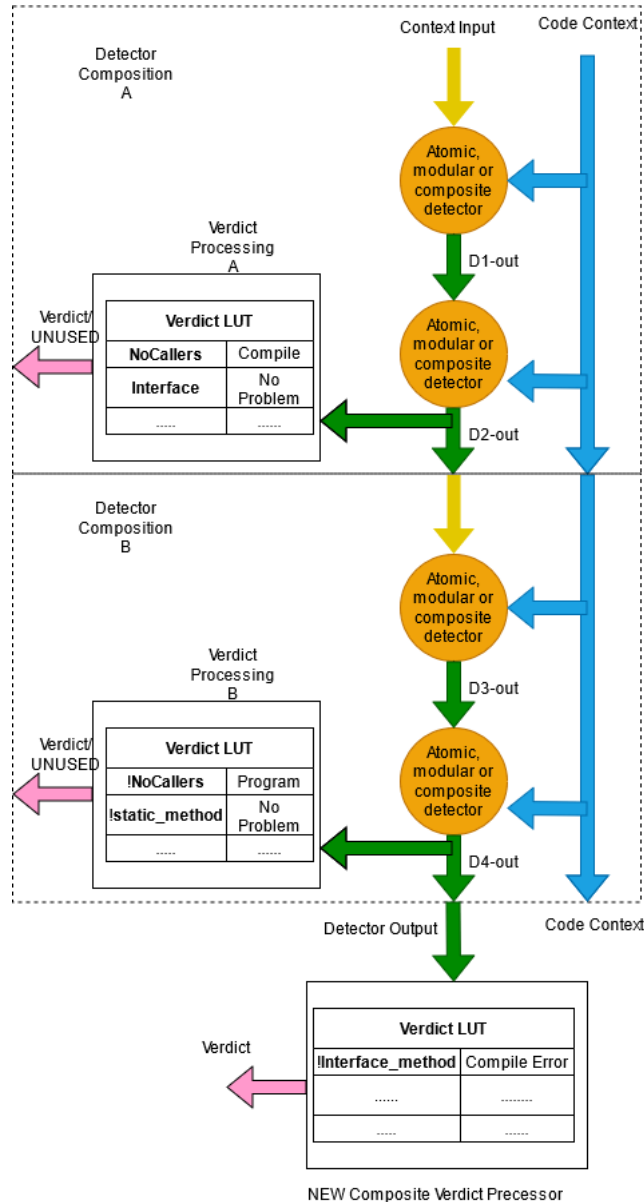 Context Input
Code Context
Detector
Composition
A
Atomic,
modular or
composite
detector
D1-out
Verdict
Processing
A
Verdict/
UNUSED
Verdict LUT
NoCallers
Compile
Interface
No
Problem
.....
......
Atomic,
modular or
composite
detector
D2-out
Detector
Composition
B
Atomic,
modular or
composite
detector
D3-out
Verdict
Processing
B
Verdict/
UNUSED
Verdict LUT
!NoCallers
Program
!static_method
No
Problem
.....
......
Atomic,
modular or
composite
detector
D4-out
Detector Output
Code Context
Verdict
Verdict LUT
!Interface_method
Compile Error
......
........
.....
.....
NEW Composite Verdict Precessor